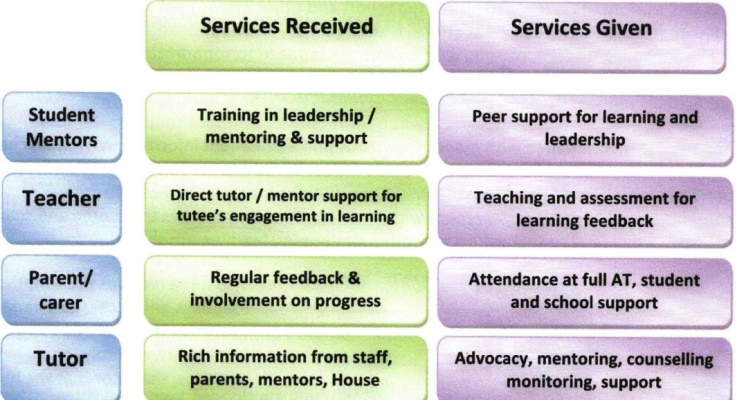 Services Received
Services Given
Student
Mentors
Training in leadership /
mentoring & support
Peer support for learning and
leadership
Teacher
Direct tutor / mentor support for
tutee's engagement in learning
Teaching and assessment for
learning feedback
Parent/
carer
Regular feedback &
involvement on progress
Attendance at full AT, student
and school support
Tutor
Rich information from staff,
parents, mentors, House
Advocacy, mentoring, counselling
monitoring, support